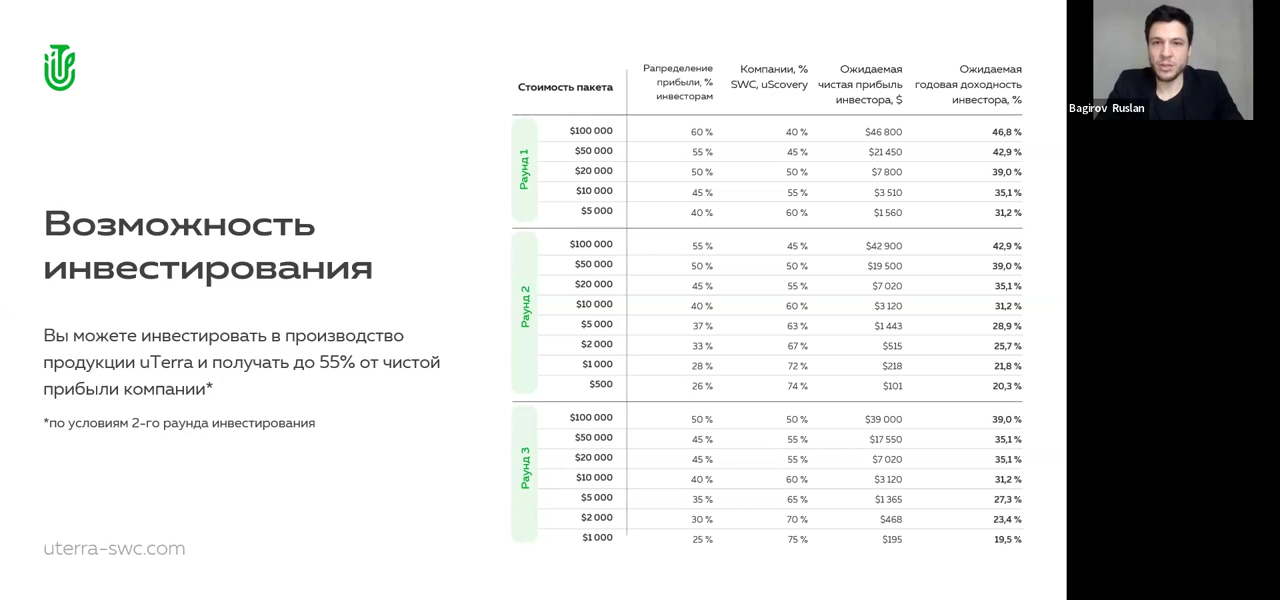 Возможность
инвестирования
Вы можете инвестировать в производство
продукции uTerra и получать до 55% от чистой
прибыли компании*
*по условиям 2-го раунда инвестирования
uterra-swc.com
Стоимость пакета
Рапределение
прибыли, %
инвесторам
Компании, %
SWC, uScovery
Ожидаемая
чистая прибыль
инвестора, $
Ожидаемая
годовая доходность
инвестора, %
Раунд 1
$100 000 60 % 40 % $46 800 46,8 %
$50 000 55 % 45 % $21 450 42,9 %
$20 000 50 % 50 % $7 800 39,0 %
$10 000 45 % 55 % $3 510 35,1 %
$5 000 40 % 60 % $1 560 31,2 %
Раунд 2
$100 000 55 % 45 % $42 900 42,9 %
$50 000 50 % 50 % $19 500 39,0 %
$20 000 45 % 55 % $7 020 35,1 %
$10 000 40 % 60 % $3 120 31,2 %
$5 000 37 % 63 % $1 443 28,9 %
$2 000 33 % 67 % $515 25,7 %
$1 000 28 % 72 % $218 21,8 %
$500 26 % 74 % $101 20,3 %
Раунд 3
$100 000 50 % 50 % $39 000 39,0 %
$50 000 45 % 55 % $17 550 35,1 %
$20 000 45 % 55 % $7 020 35,1 %
$10 000 40 % 60 % $3 120 31,2 %
$5 000 35 % 65 % $1 365 27,3 %
$2 000 30 % 70 % $468 23,4 %
$1 000 25 % 75 % $195 19,5 %
Bagirov Ruslan